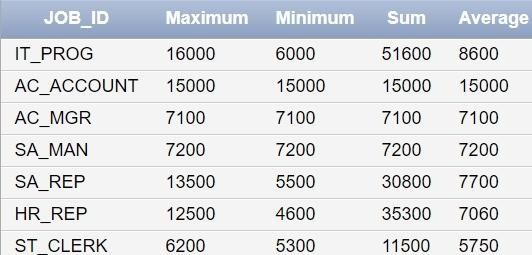 JOB_ID Maximum Minimum Sum Average
IT_PROG 16000 6000 51600 8600
AC_ACCOUNT 15000 15000 15000 15000
AC_MGR 7100 7100 7100 7100
SA_MAN 7200 7200 7200 7200
SA_REP 13500 5500 30800 7700
HR_REP 12500 4600 35300 7060
ST_CLERK 6200 5300 11500 5750